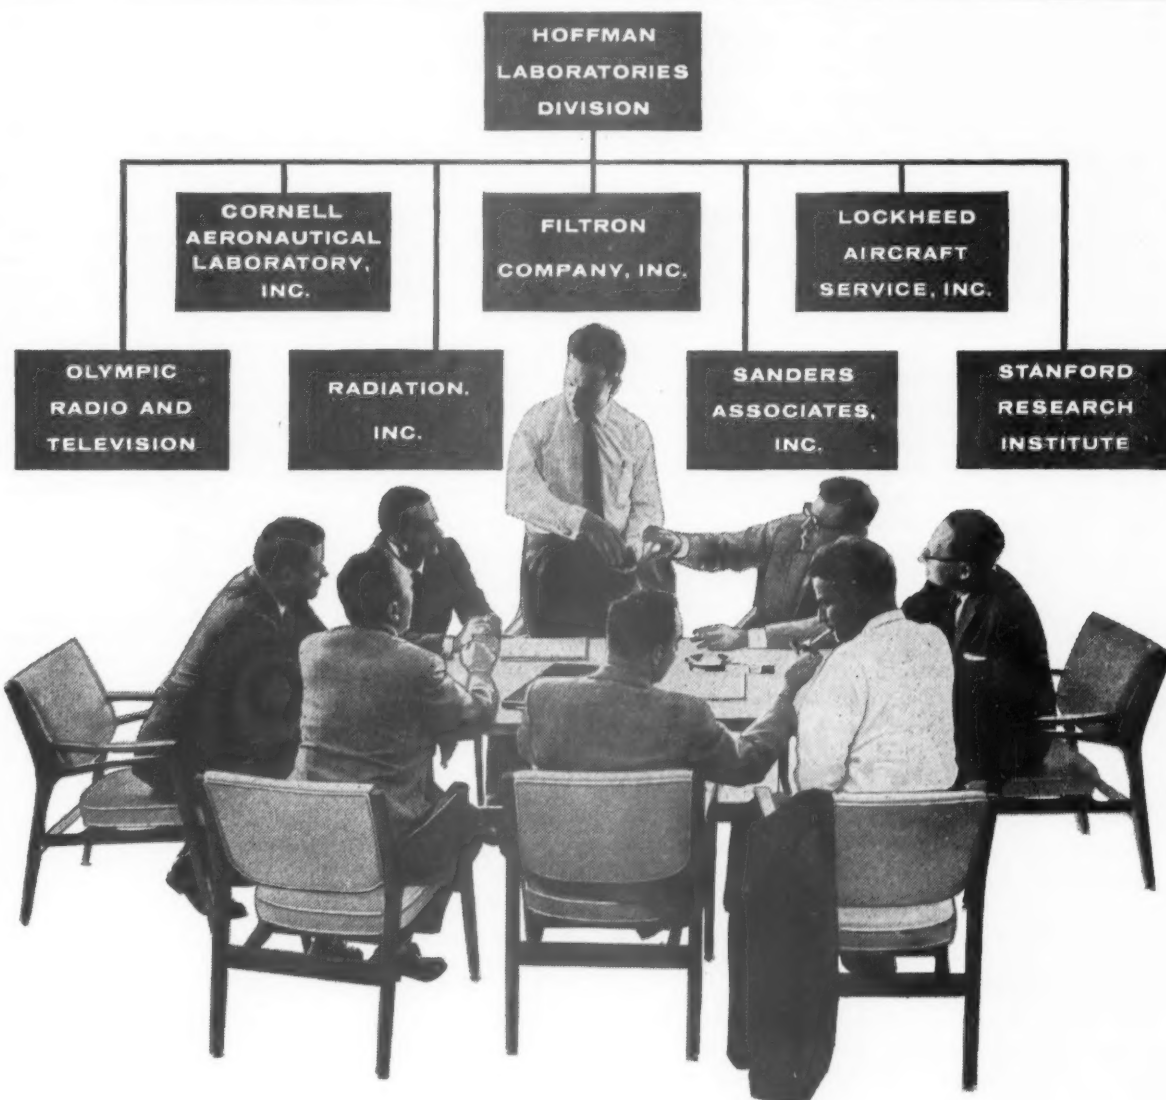 HOFFMAN
LABORATORIES
DIVISION
CORNELL
AERONAUTICAL
LABORATORY,
INC.
FILTRON
COMPANY, INC.
LOCKHEED
AIRCRAFT
SERVICE, INC.
OLYMPIC
RADIO AND
TELEVISION
RADIATION,
INC.
SANDERS
ASSOCIATES,
INC.
STANFORD
RESEARCH
INSTITUTE